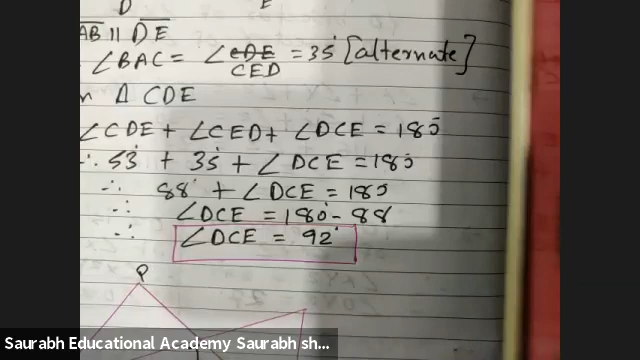 D E
AB || DE
∠BAC = ∠CDE = 35° [alternate]
CED
n Δ CDE
∠CDE + ∠CED + ∠DCE = 180°
∴ 53° + 35° + ∠DCE = 180°
∴ 88° + ∠DCE = 180°
∴ ∠DCE = 180° - 88
∴ ∠DCE = 92°
P
Saurabh Educational Academy Saurabh sh...